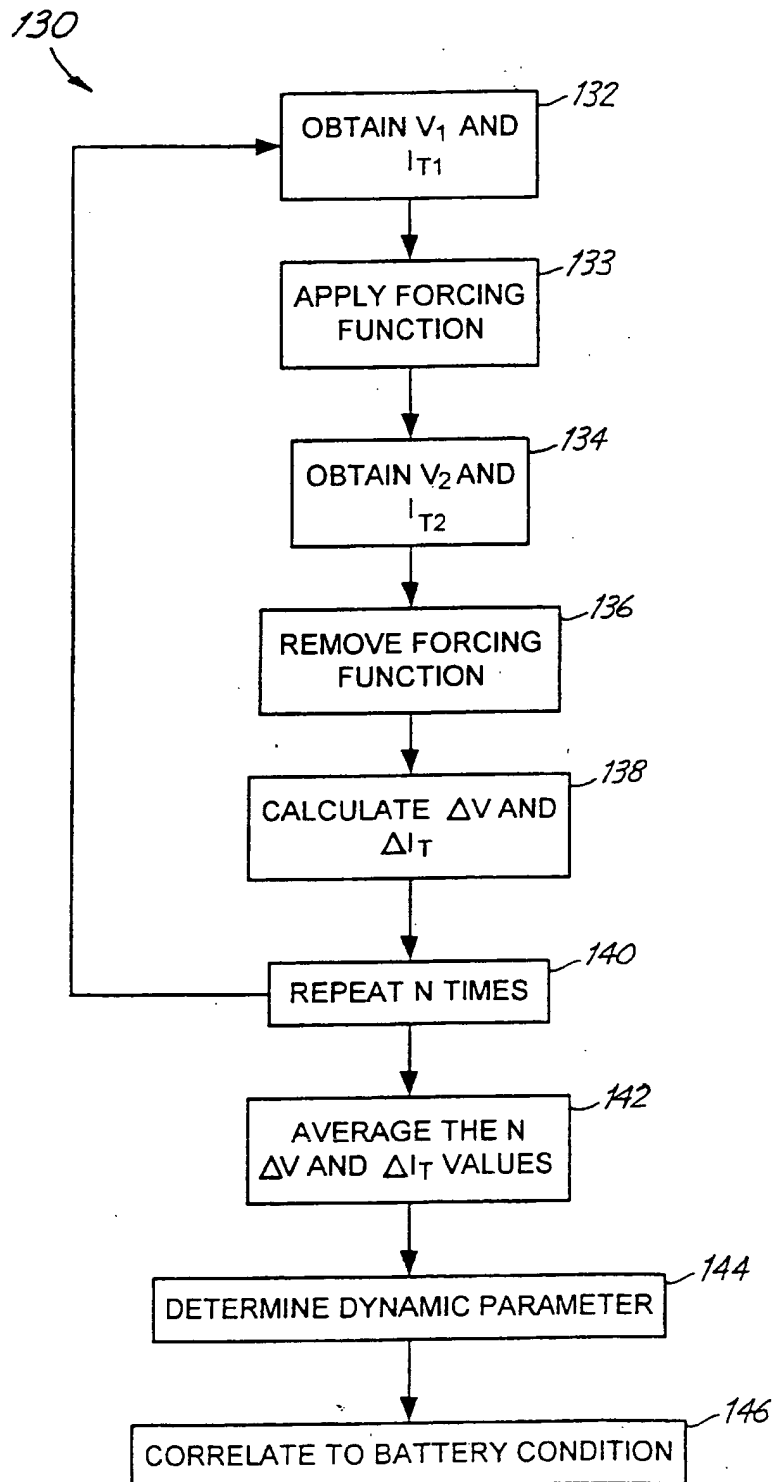 130
132
OBTAIN V1 AND
IT1
133
APPLY FORCING
FUNCTION
134
OBTAIN V2 AND
IT2
136
REMOVE FORCING
FUNCTION
138
CALCULATE ΔV AND
ΔIT
140
REPEAT N TIMES
142
AVERAGE THE N
ΔV AND ΔIT VALUES
144
DETERMINE DYNAMIC PARAMETER
146
CORRELATE TO BATTERY CONDITION